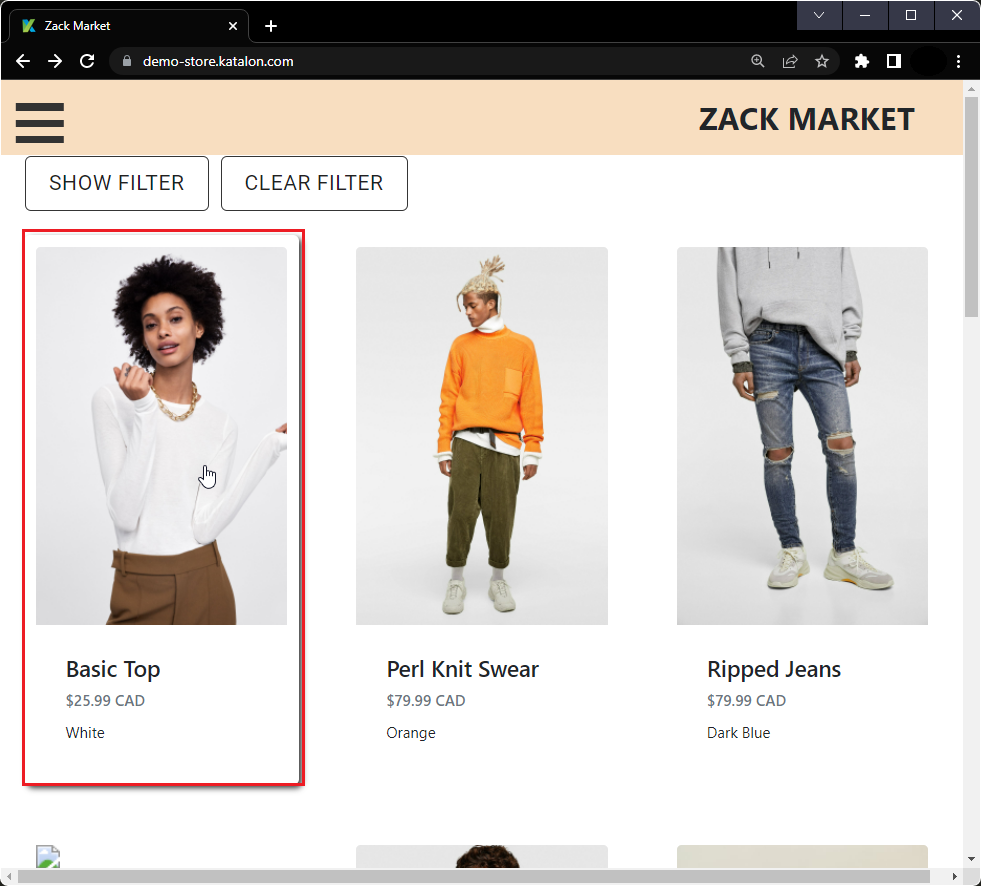 Zack Market
demo-store.katalon.com
ZACK MARKET
SHOW FILTER CLEAR FILTER
Basic Top
$25.99 CAD
White
Perl Knit Swear
$79.99 CAD
Orange
Ripped Jeans
$79.99 CAD
Dark Blue